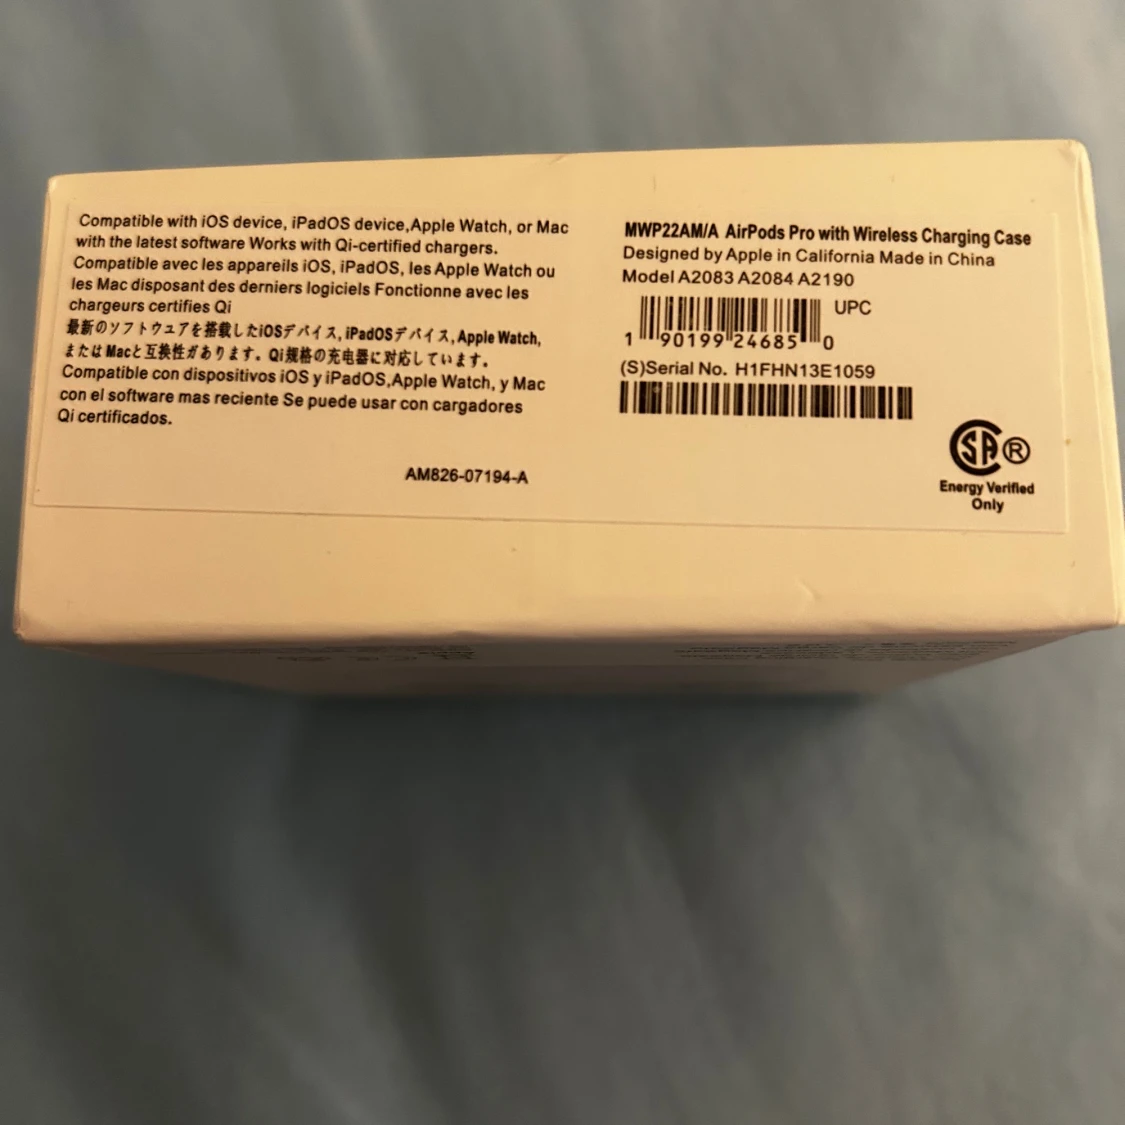 Compatible with iOS device, iPadOS device,Apple Watch, or Mac
with the latest software Works with Qi-certified chargers.
Compatible avec les appareils iOS, iPadOS, les Apple Watch ou
les Mac disposant des derniers logiciels Fonctionne avec les
chargeurs certifies Qi
最新のソフトウュアを搭載したiOSデバイス, iPadOSデバイス, Apple Watch,
または Macと互換性があります。Qi規格の充電器に対応しています。
Compatible con dispositivos iOS y iPadOS,Apple Watch, y Mac
con el software mas reciente Se puede usar con cargadores
Qi certificados.
AM826-07194-A
MWP22AM/A AirPods Pro with Wireless Charging Case
Designed by Apple in California Made in China
Model A2083 A2084 A2190
UPC
1 90199 24685 0
(S)Serial No. H1FHN13E1059
SA ®
Energy Verified
Only